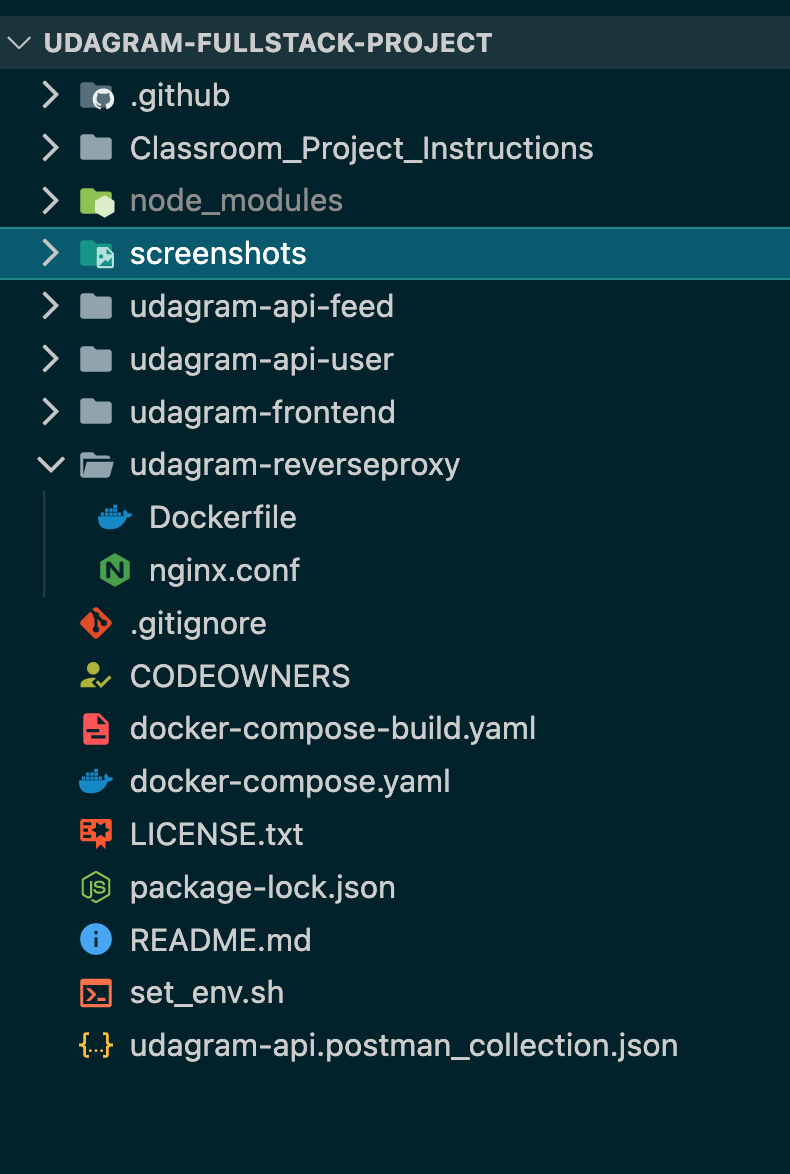 UDAGRAM-FULLSTACK-PROJECT
.github
Classroom_Project_Instructions
node_modules
screenshots
udagram-api-feed
udagram-api-user
udagram-frontend
udagram-reverseproxy
Dockerfile
nginx.conf
.gitignore
CODEOWNERS
docker-compose-build.yaml
docker-compose.yaml
LICENSE.txt
package-lock.json
README.md
set_env.sh
udagram-api.postman_collection.json